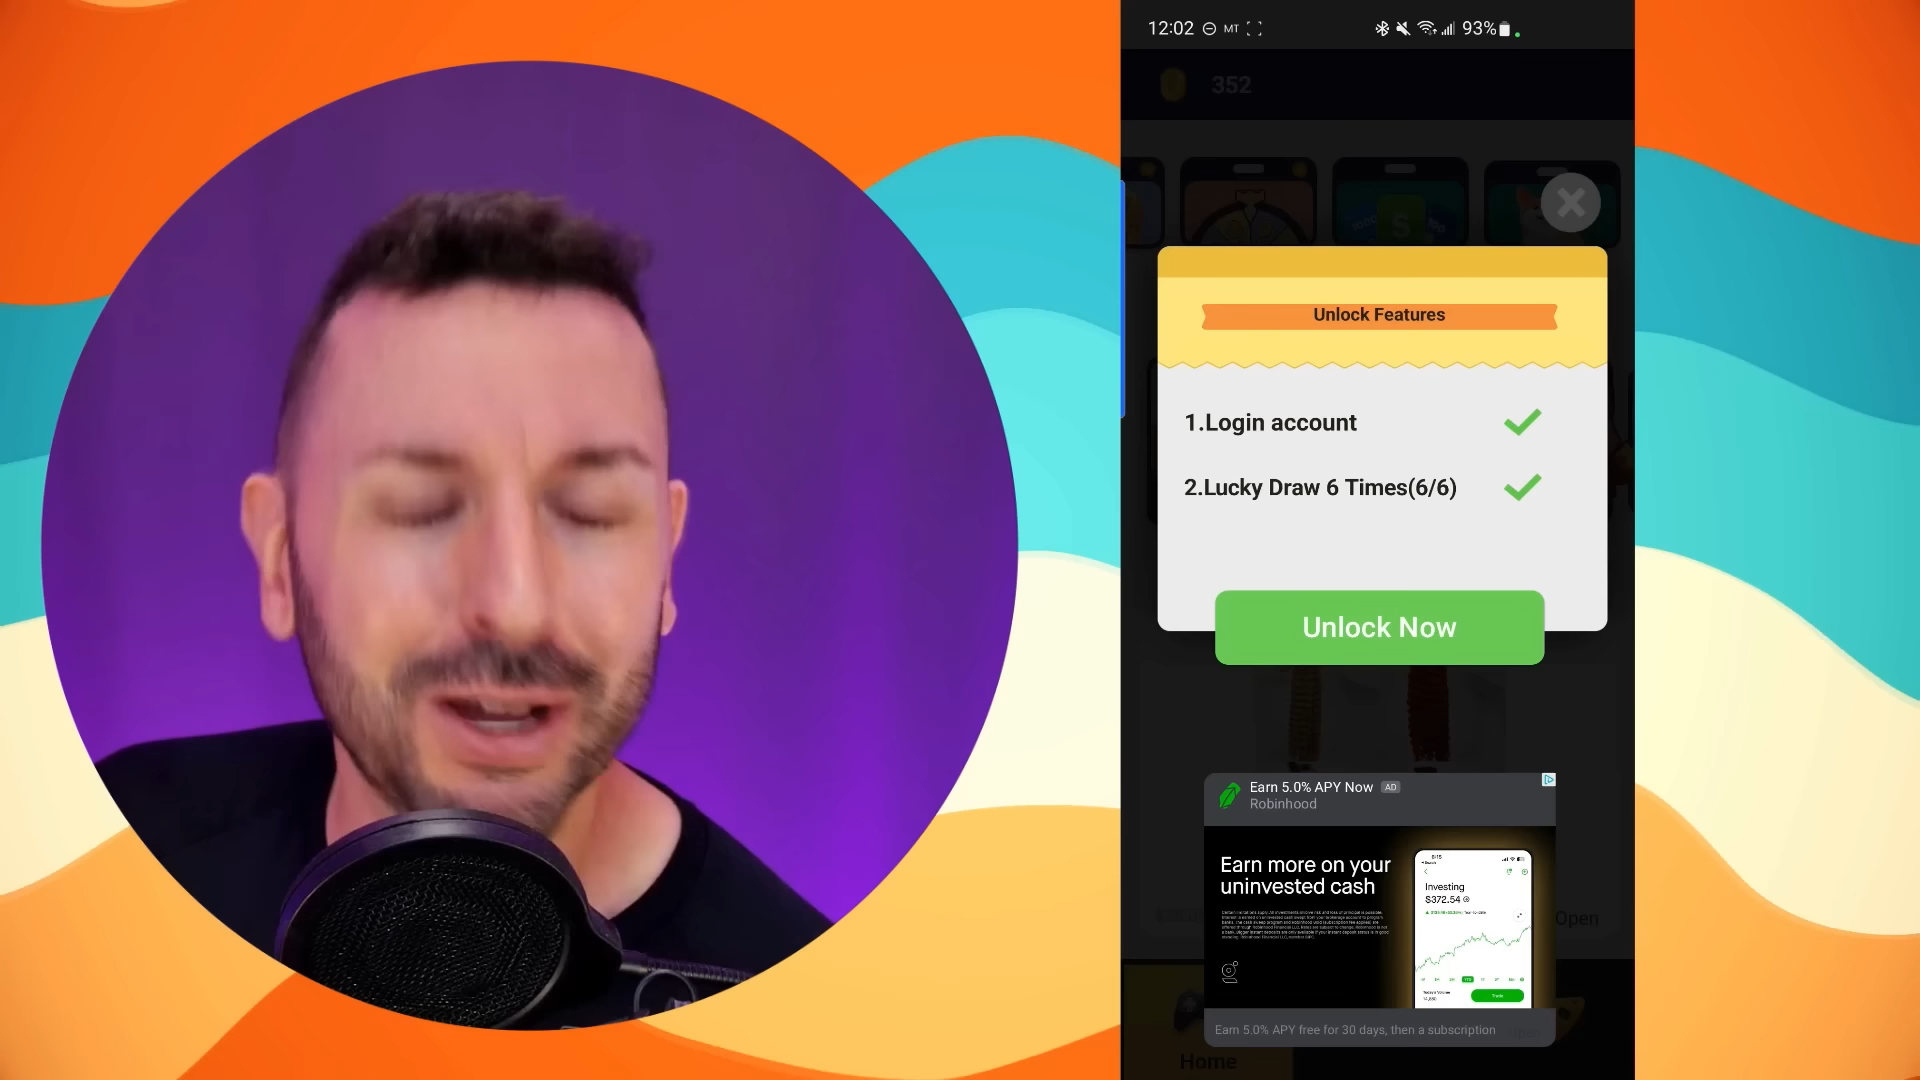 12:02 MT 93%
352
Unlock Features
1.Login account
2.Lucky Draw 6 Times(6/6)
Unlock Now
Earn 5.0% APY Now AD
Robinhood
Earn more on your
uninvested cash
Investing
$372.54
Trade
Open
Earn 5.0% APY free for 30 days, then a subscription
Home